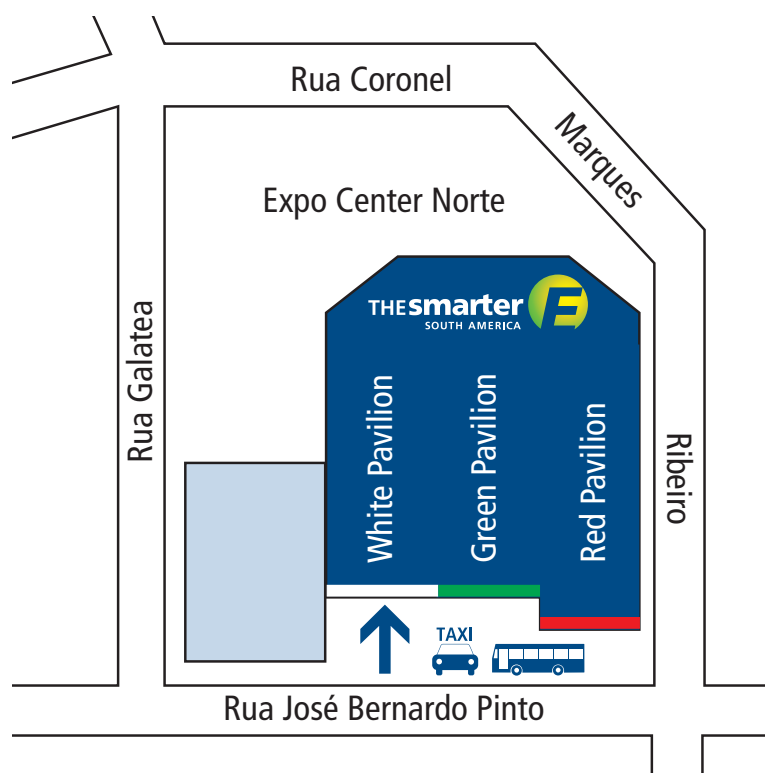 Rua Coronel
Marques
Ribeiro
Expo Center Norte
THE smarter E
SOUTH AMERICA
Rua Galatea
White Pavilion
Green Pavilion
Red Pavilion
TAXI
Rua José Bernardo Pinto